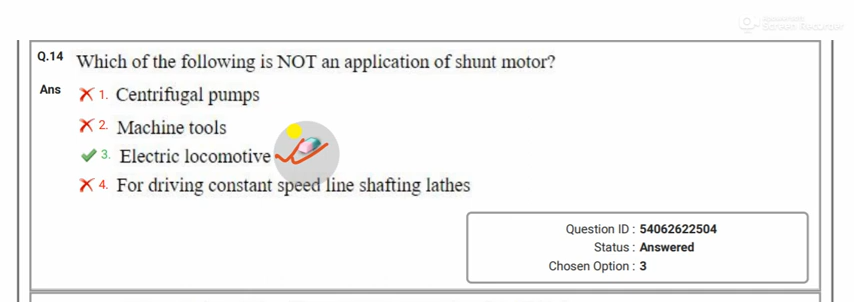 Screen Recorder
Q.14 Which of the following is NOT an application of shunt motor?
Ans 1. Centrifugal pumps
2. Machine tools
3. Electric locomotive
4. For driving constant speed line shafting lathes
Question ID : 54062622504
Status : Answered
Chosen Option : 3